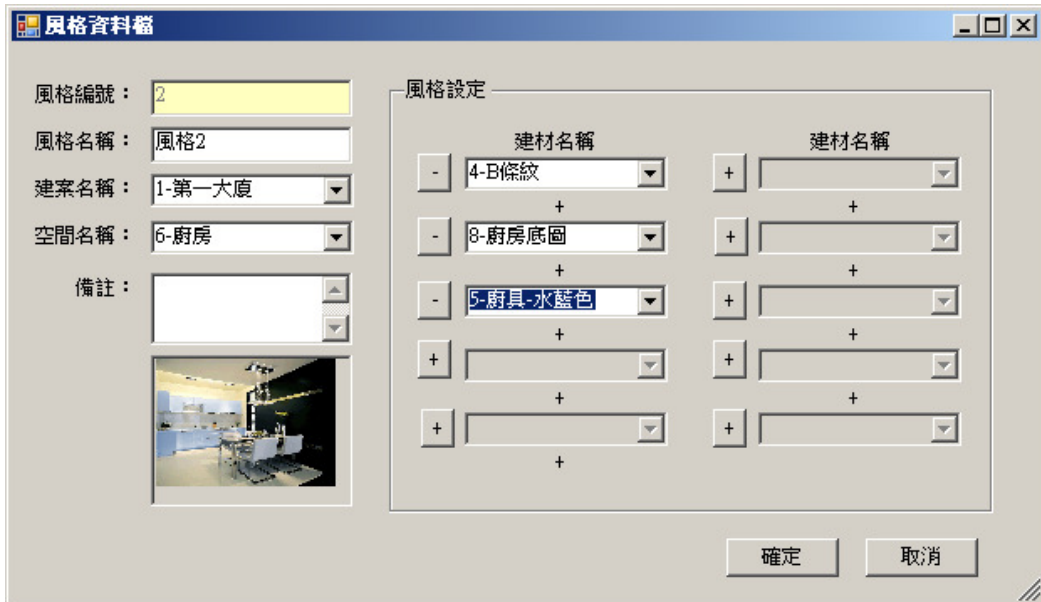 風格資料檔
風格編號： 2
風格名稱： 風格2
建案名稱： 1-第一大廈
空間名稱： 6-廚房
備註：
風格設定
建材名稱 建材名稱
- 4-B條紋 +
+ +
- 8-廚房底圖 +
+ +
- 5-廚具-水藍色 +
+ +
+ +
+ +
+ +
+
確定 取消